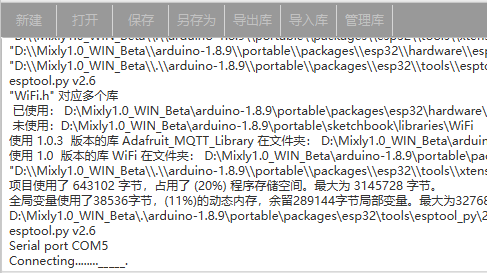 新建 打开 保存 另存为 导出库 导入库 管理库
"D:\\Mixly1.0_WIN_Beta\\arduino-1.8.9\\portable\\packages\\esp32\\hardware\\esp
"D:\\Mixly1.0_WIN_Beta\\.\\arduino-1.8.9\\portable\\packages\\esp32\\tools\\espto
esptool.py v2.6
"WiFi.h" 对应多个库
已使用： D:\Mixly1.0_WIN_Beta\arduino-1.8.9\portable\packages\esp32\hardware\
未使用： D:\Mixly1.0_WIN_Beta\arduino-1.8.9\portable\sketchbook\libraries\WiFi
使用 1.0.3 版本的库 Adafruit_MQTT_Library 在文件夹： D:\Mixly1.0_WIN_Beta\arduin
使用 1.0 版本的库 WiFi 在文件夹： D:\Mixly1.0_WIN_Beta\arduino-1.8.9\portable\pac
"D:\\Mixly1.0_WIN_Beta\\.\\arduino-1.8.9\\portable\\packages\\esp32\\tools\\xtens
项目使用了 643102 字节，占用了 (20%) 程序存储空间。最大为 3145728 字节。
全局变量使用了38536字节，(11%)的动态内存，余留289144字节局部变量。最大为32768
D:\Mixly1.0_WIN_Beta\.\arduino-1.8.9\portable\packages\esp32\tools\esptool_py\2
esptool.py v2.6
Serial port COM5
Connecting........_____.